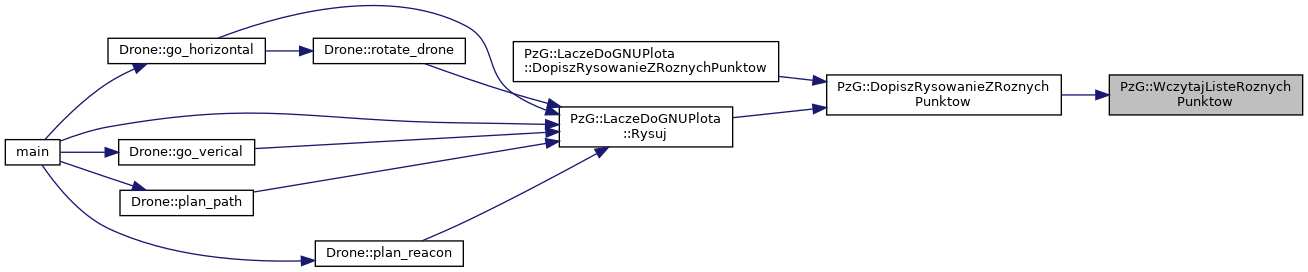 Drone::go_horizontal
Drone::rotate_drone
PzG::LaczeDoGNUPlota
::DopiszRysowanieZRoznychPunktow
PzG::DopiszRysowanieZRoznych
Punktow
PzG::WczytajListeRoznych
Punktow
PzG::LaczeDoGNUPlota
::Rysuj
main
Drone::go_verical
Drone::plan_path
Drone::plan_reacon